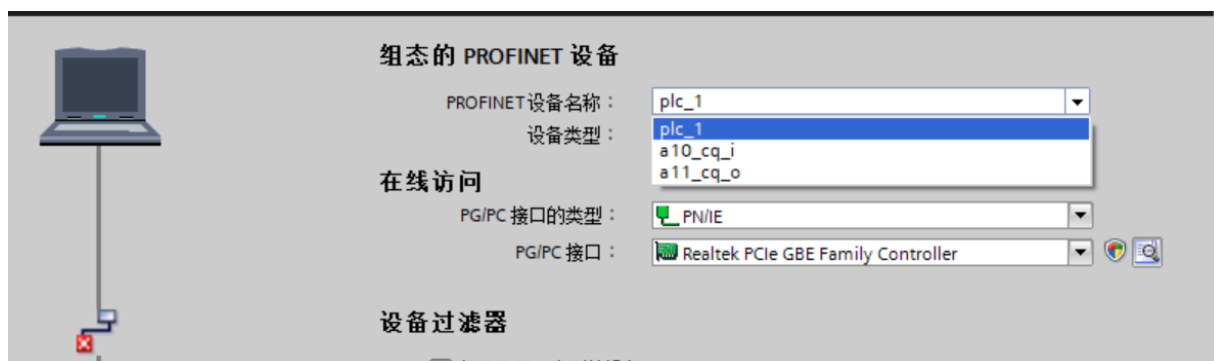 组态的 PROFINET 设备
PROFINET设备名称： plc_1
设备类型： plc_1
a10_cq_i
a11_cq_o
在线访问
PG/PC 接口的类型： PN/IE
PG/PC 接口： Realtek PCIe GBE Family Controller
设备过滤器